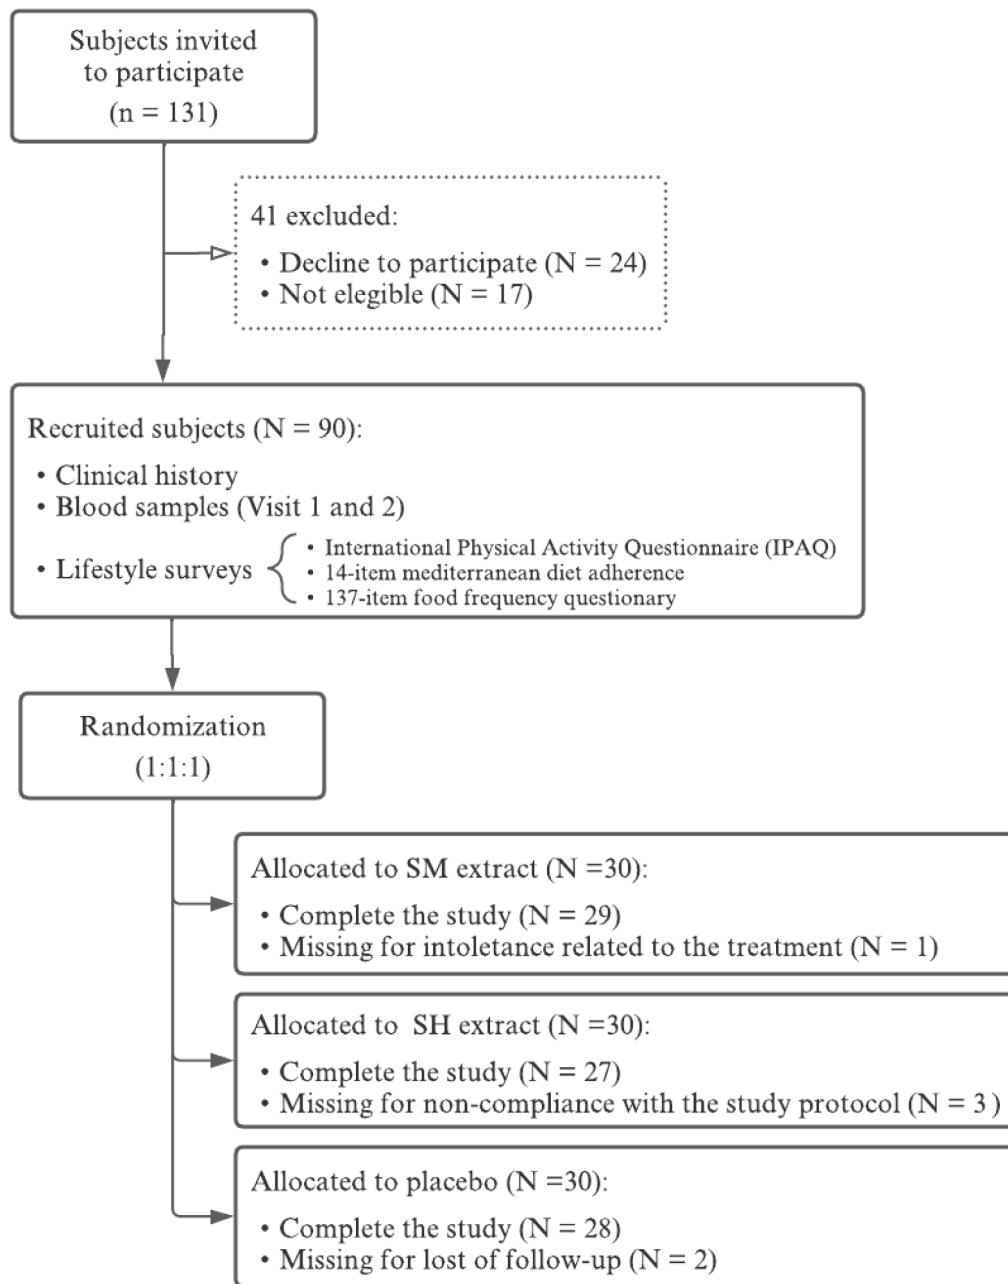 Subjects invited
to participate
(n = 131)
41 excluded:
• Decline to participate (N = 24)
• Not elegible (N = 17)
Recruited subjects (N = 90):
• Clinical history
• Blood samples (Visit 1 and 2)
• Lifestyle surveys
• International Physical Activity Questionnaire (IPAQ)
• 14-item mediterranean diet adherence
• 137-item food frequency questionary
Randomization
(1:1:1)
Allocated to SM extract (N =30):
• Complete the study (N = 29)
• Missing for intoletance related to the treatment (N = 1)
Allocated to  SH extract (N =30):
• Complete the study (N = 27)
• Missing for non-compliance with the study protocol (N = 3 )
Allocated to placebo (N =30):
• Complete the study (N = 28)
• Missing for lost of follow-up (N = 2)